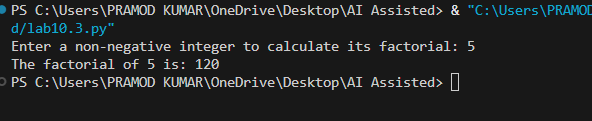 PS C:\Users\PRAMOD KUMAR\OneDrive\Desktop\AI Assisted> & "C:\Users\PRAMO
d/lab10.3.py"
Enter a non-negative integer to calculate its factorial: 5
The factorial of 5 is: 120
PS C:\Users\PRAMOD KUMAR\OneDrive\Desktop\AI Assisted>